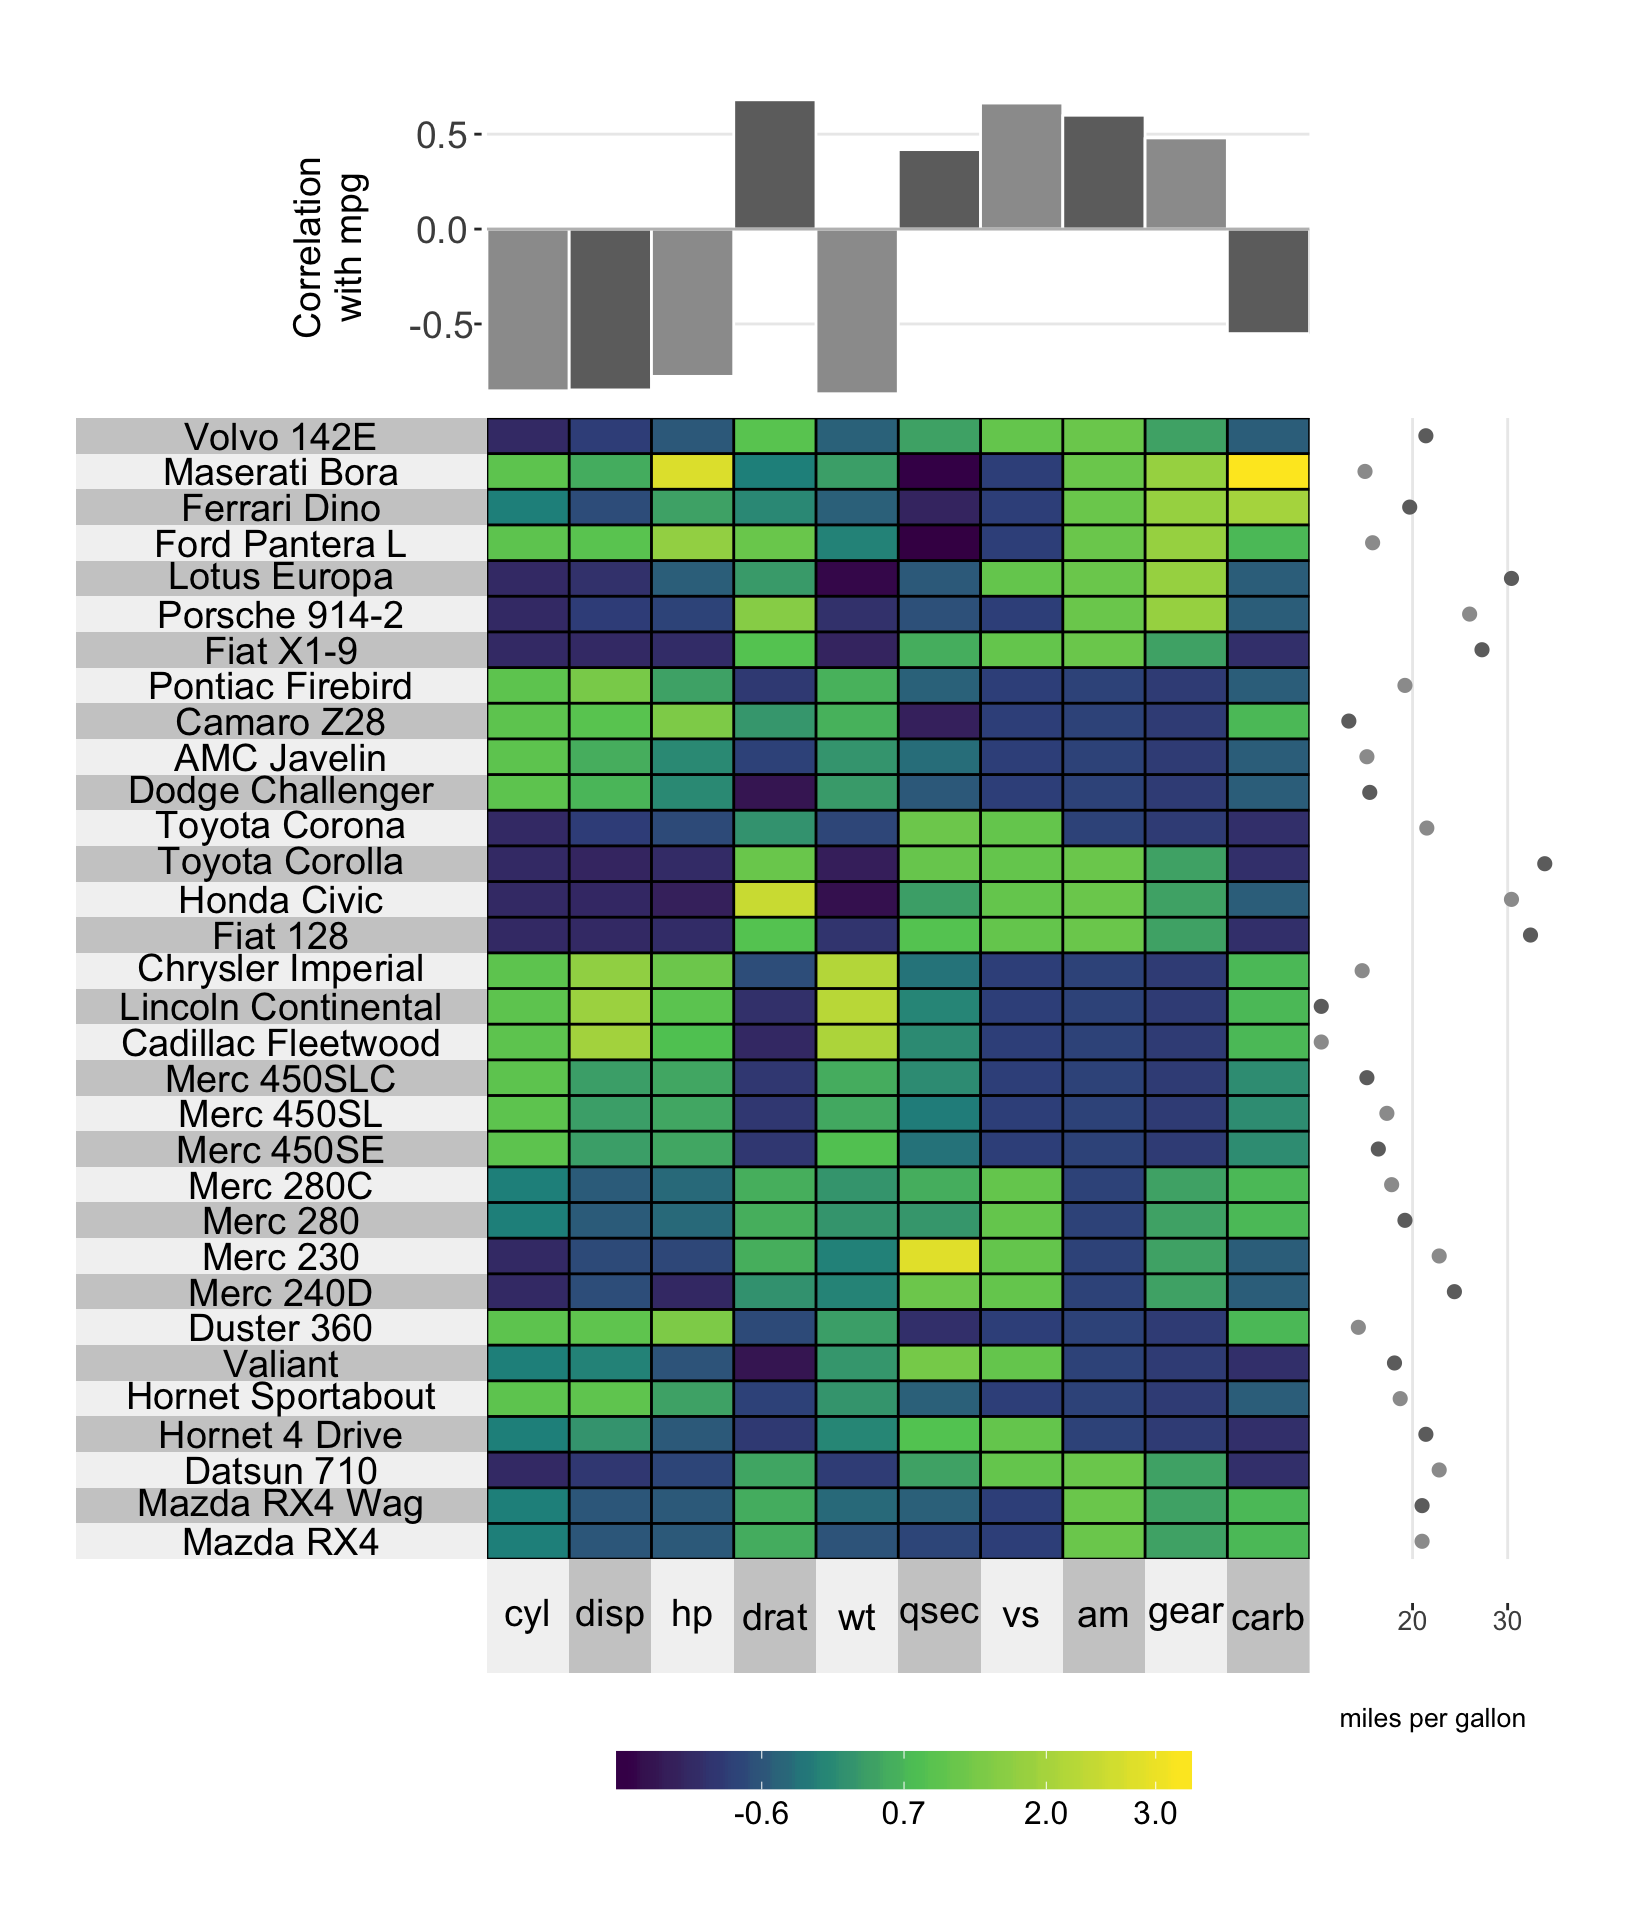 Correlation
with mpg
0.5
0.0
-0.5
Volvo 142E
Maserati Bora
Ferrari Dino
Ford Pantera L
Lotus Europa
Porsche 914-2
Fiat X1-9
Pontiac Firebird
Camaro Z28
AMC Javelin
Dodge Challenger
Toyota Corona
Toyota Corolla
Honda Civic
Fiat 128
Chrysler Imperial
Lincoln Continental
Cadillac Fleetwood
Merc 450SLC
Merc 450SL
Merc 450SE
Merc 280C
Merc 280
Merc 230
Merc 240D
Duster 360
Valiant
Hornet Sportabout
Hornet 4 Drive
Datsun 710
Mazda RX4 Wag
Mazda RX4
cyl disp hp drat wt qsec vs am gear carb
20 30
miles per gallon
-0.6 0.7 2.0 3.0